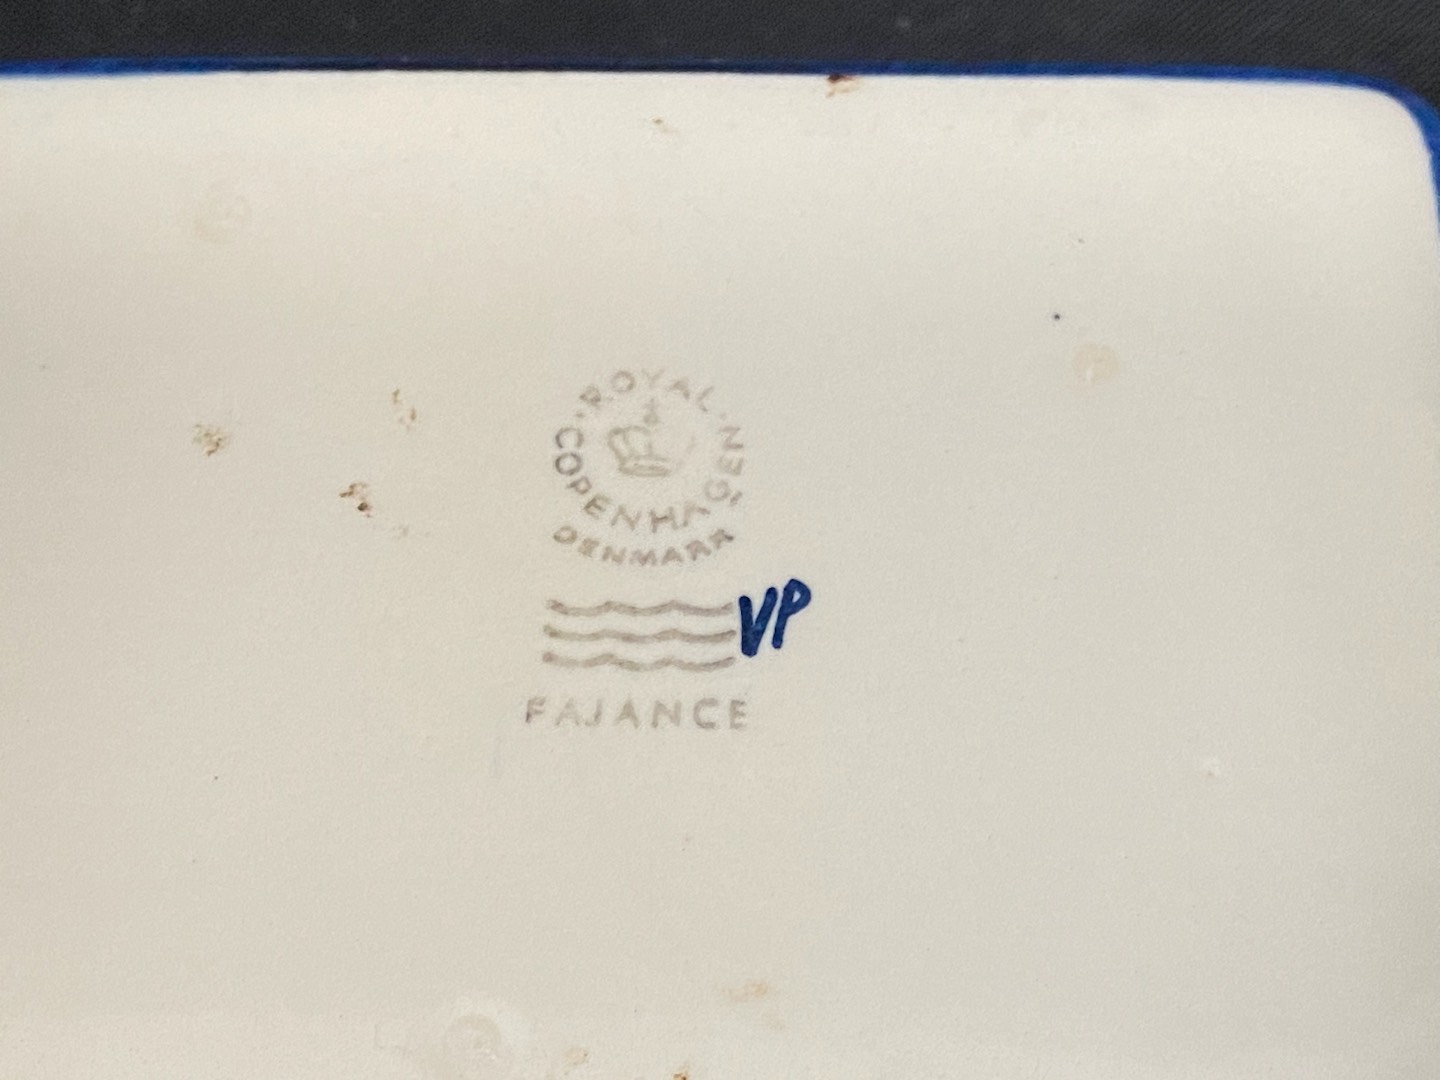 ROYAL
COPENHAGEN
DENMARK
VP
FAJANCE